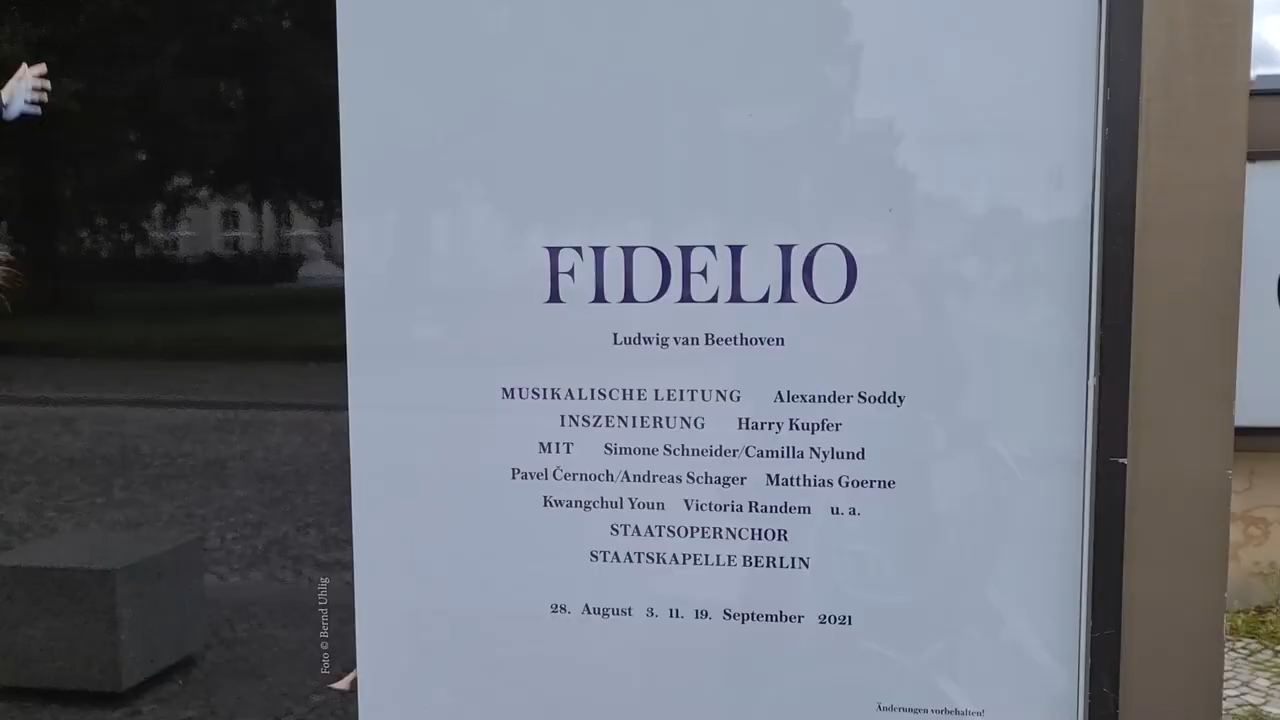 FIDELIO
Ludwig van Beethoven
MUSIKALISCHE LEITUNG Alexander Soddy
INSZENIERUNG Harry Kupfer
MIT Simone Schneider/Camilla Nylund
Pavel Černoch/Andreas Schager Matthias Goerne
Kwangchul Youn Victoria Randem u. a.
STAATSOPERNCHOR
STAATSKAPELLE BERLIN
28. August 3. 11. 19. September 2021
Änderungen vorbehalten!
Foto © Bernd Uhlig